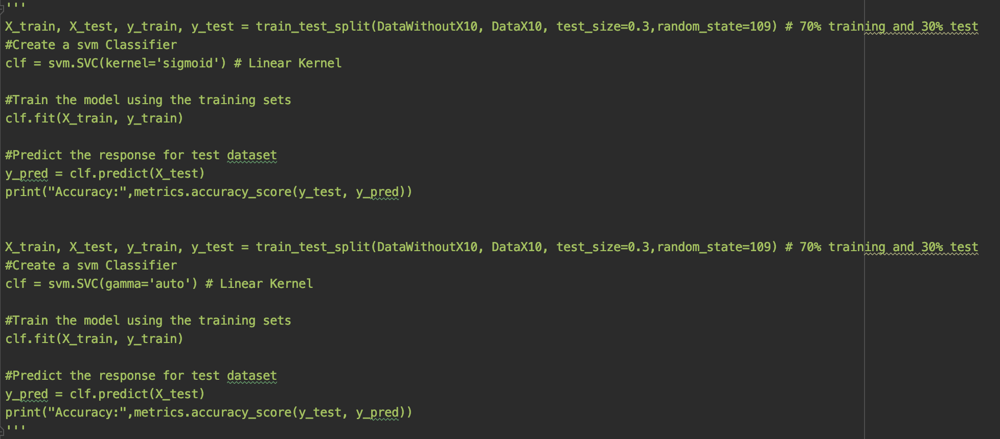 '''
X_train, X_test, y_train, y_test = train_test_split(DataWithoutX10, DataX10, test_size=0.3,random_state=109) # 70% training and 30% test
#Create a svm Classifier
clf = svm.SVC(kernel='sigmoid') # Linear Kernel
#Train the model using the training sets
clf.fit(X_train, y_train)
#Predict the response for test dataset
y_pred = clf.predict(X_test)
print("Accuracy:",metrics.accuracy_score(y_test, y_pred))
X_train, X_test, y_train, y_test = train_test_split(DataWithoutX10, DataX10, test_size=0.3,random_state=109) # 70% training and 30% test
#Create a svm Classifier
clf = svm.SVC(gamma='auto') # Linear Kernel
#Train the model using the training sets
clf.fit(X_train, y_train)
#Predict the response for test dataset
y_pred = clf.predict(X_test)
print("Accuracy:",metrics.accuracy_score(y_test, y_pred))
'''